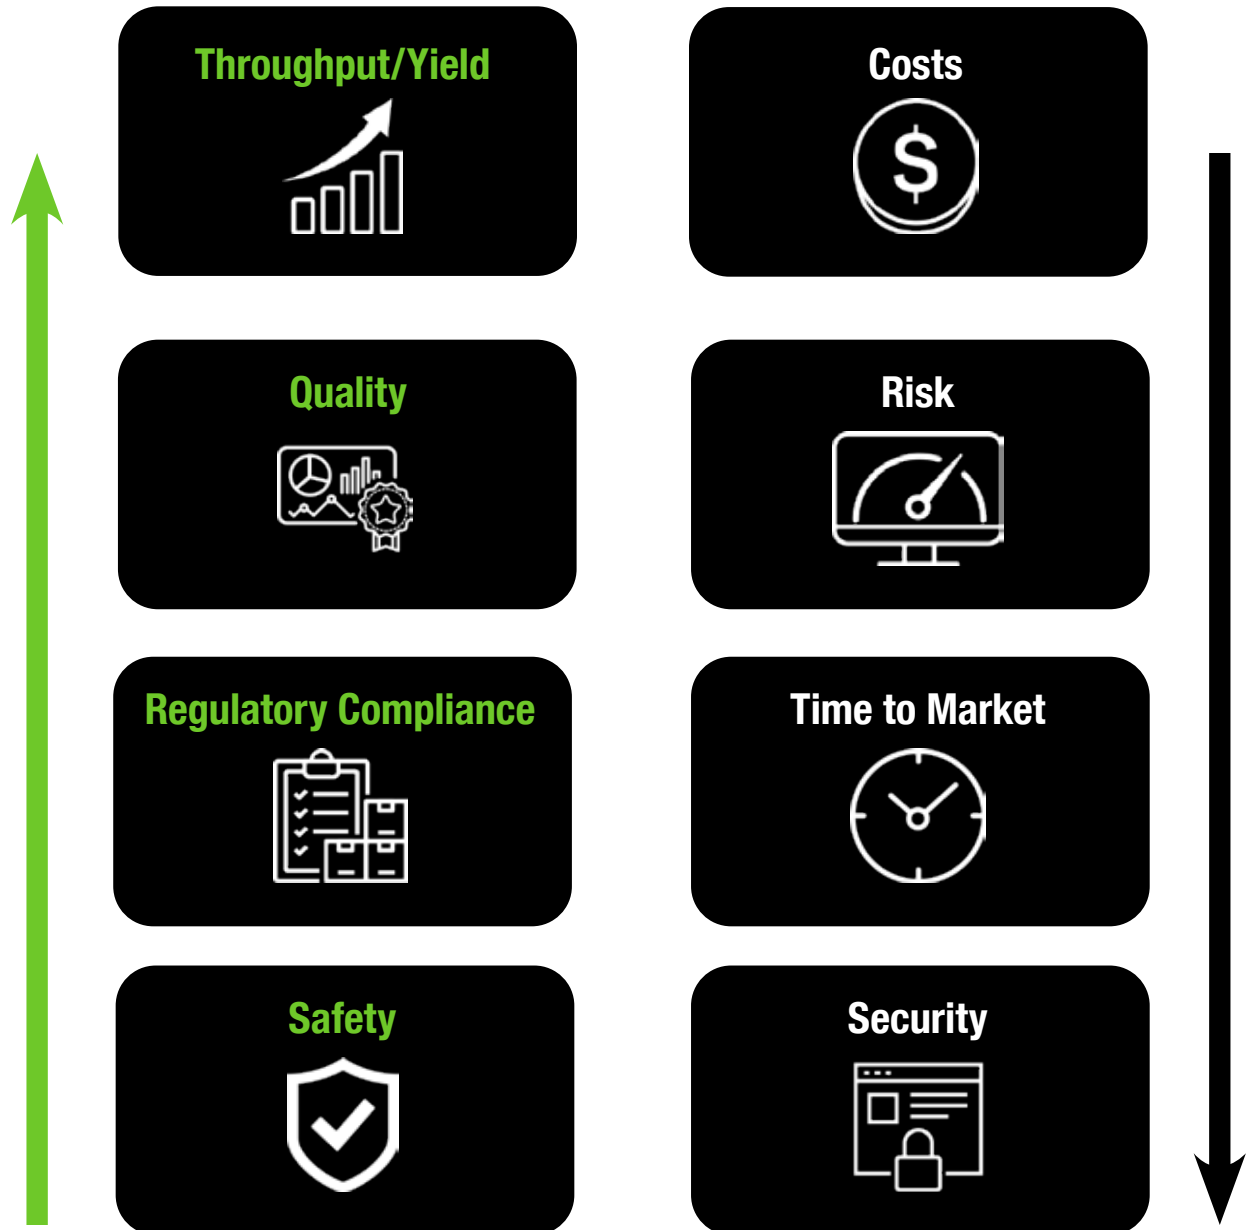 Throughput/Yield
Costs
$
Quality
Risk
Regulatory Compliance
Time to Market
Safety
Security